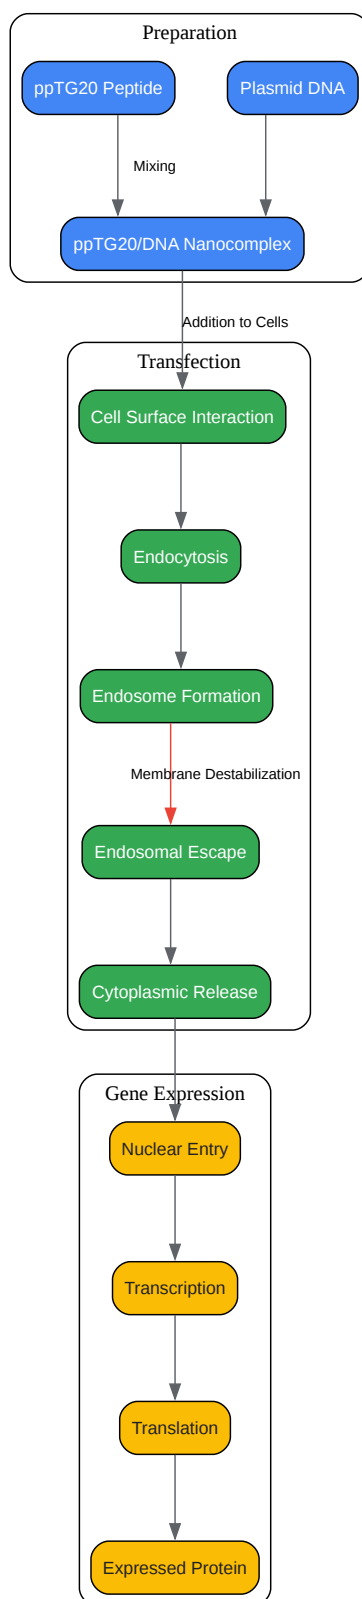 Preparation
ppTG20 Peptide
Plasmid DNA
Mixing
ppTG20/DNA Nanocomplex
Addition to Cells
Transfection
Cell Surface Interaction
Endocytosis
Endosome Formation
Membrane Destabilization
Endosomal Escape
Cytoplasmic Release
Gene Expression
Nuclear Entry
Transcription
Translation
Expressed Protein